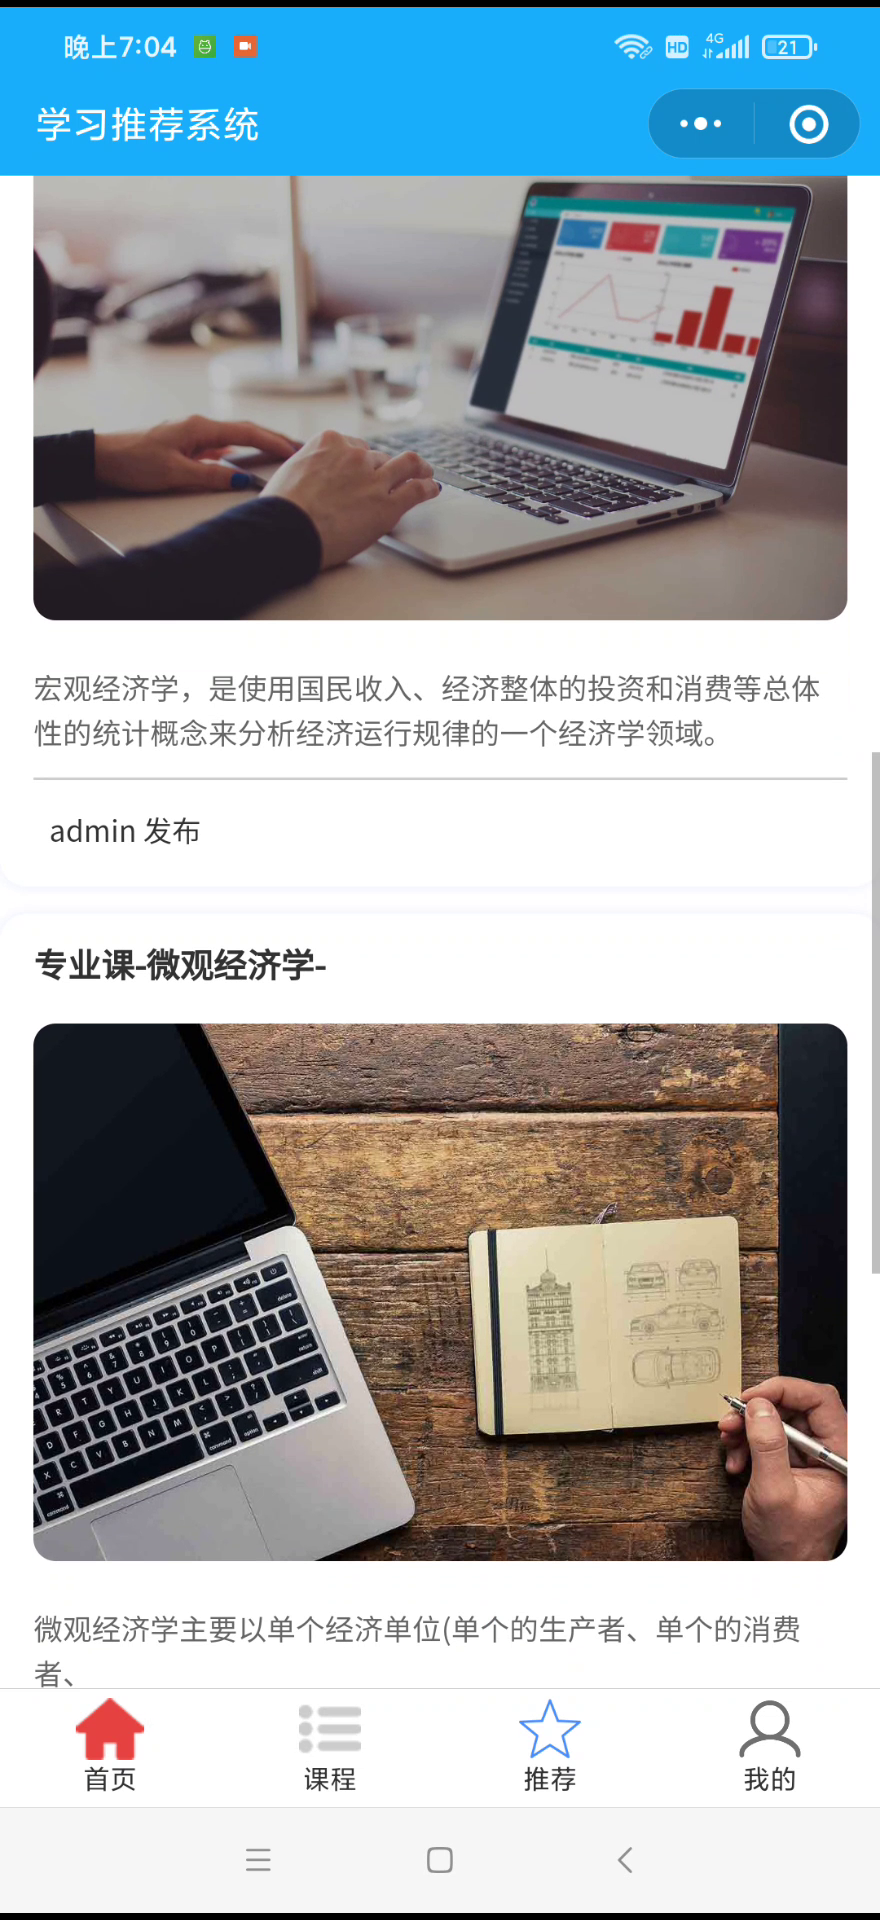 晚上7:04
HD
4G
21
学习推荐系统
宏观经济学，是使用国民收入、经济整体的投资和消费等总体
性的统计概念来分析经济运行规律的一个经济学领域。
admin 发布
专业课-微观经济学-
微观经济学主要以单个经济单位(单个的生产者、单个的消费
者、
首页
课程
推荐
我的